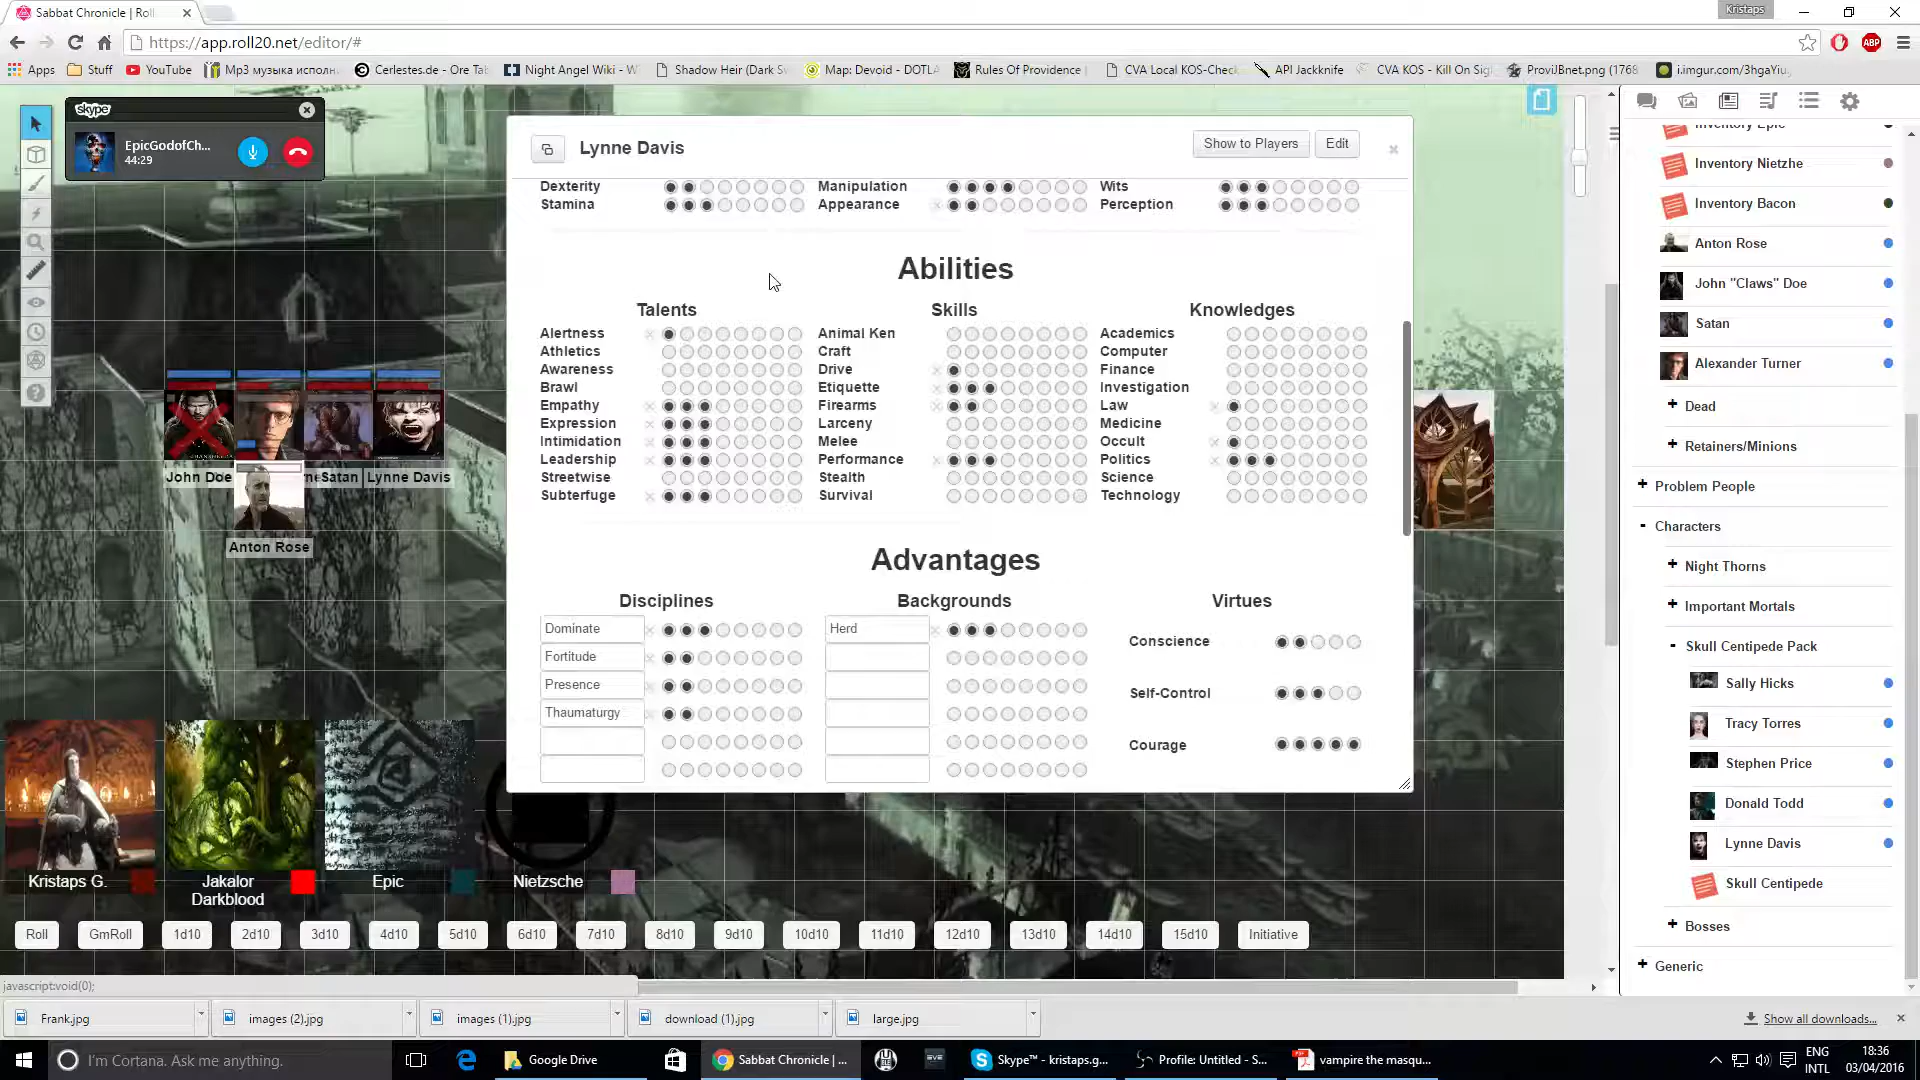 Sabbat Chronicle | Roll
Kristaps
https://app.roll20.net/editor/#
Apps
Stuff
YouTube
Mp3 музыка исполн
Cerlestes.de - Ore Tab
Night Angel Wiki - W
Shadow Heir (Dark Sw
Map: Devoid - DOTLA
Rules Of Providence
CVA Local KOS-Check
API Jackknife
CVA KOS - Kill On Sig
ProviJBnet.png (1768
i.imgur.com/3hgaYiu.
skype
EpicGodofCh...
44:29
Lynne Davis
Show to Players
Edit
Dexterity
Manipulation
Wits
Stamina
Appearance
Perception
Abilities
Talents
Skills
Knowledges
Alertness
Animal Ken
Academics
Athletics
Craft
Computer
Awareness
Drive
Finance
Brawl
Etiquette
Investigation
Empathy
Firearms
Law
Expression
Larceny
Medicine
Intimidation
Melee
Occult
Leadership
Performance
Politics
Streetwise
Stealth
Science
Subterfuge
Survival
Technology
Advantages
Disciplines
Backgrounds
Virtues
Dominate
Herd
Fortitude
Conscience
Presence
Self-Control
Thaumaturgy
Courage
John Doe
Satan
Lynne Davis
Anton Rose
Inventory Epic
Inventory Nietzhe
Inventory Bacon
Anton Rose
John "Claws" Doe
Satan
Alexander Turner
+ Dead
+ Retainers/Minions
+ Problem People
- Characters
+ Night Thorns
+ Important Mortals
- Skull Centipede Pack
Sally Hicks
Tracy Torres
Stephen Price
Donald Todd
Lynne Davis
Skull Centipede
+ Bosses
+ Generic
Kristaps G.
Jakalor
Darkblood
Epic
Nietzsche
Roll
GmRoll
1d10
2d10
3d10
4d10
5d10
6d10
7d10
8d10
9d10
10d10
11d10
12d10
13d10
14d10
15d10
Initiative
javascript:void(0);
Frank.jpg
images (2).jpg
images (1).jpg
download (1).jpg
large.jpg
Show all downloads...
I'm Cortana. Ask me anything.
Google Drive
Sabbat Chronicle | ...
Skype™ - kristaps.g...
Profile: Untitled - S...
vampire the masqu...
ENG
INTL
18:36
03/04/2016